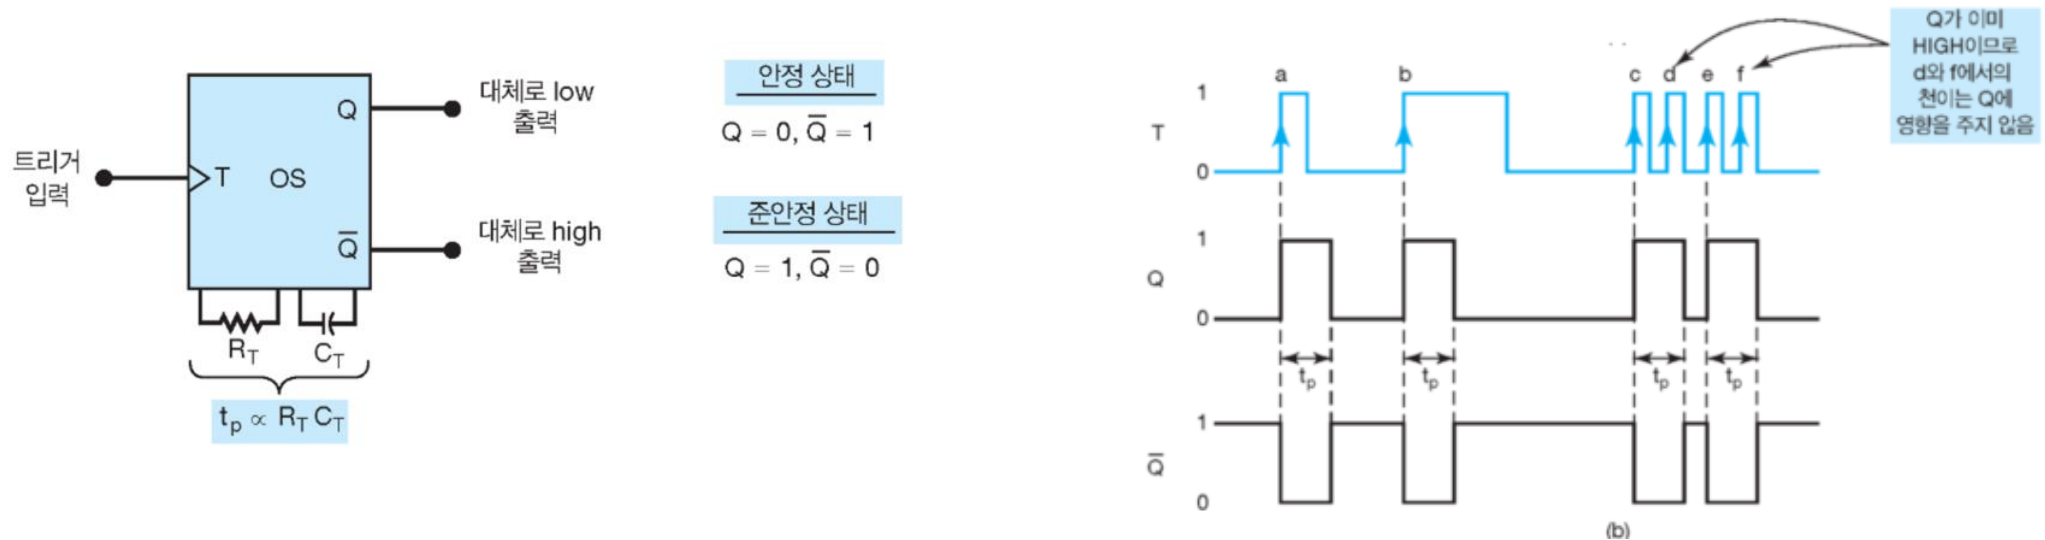 트리거
입력
T
OS
Q
Q̅
대체로 low
출력
대체로 high
출력
R_T
C_T
t_p ∝ R_T C_T
안정 상태
Q = 0, Q̅ = 1
준안정 상태
Q = 1, Q̅ = 0
Q가 이미
HIGH이므로
d와 f에서의
천이는 Q에
영향을 주지 않음
a b c d e f
1
T
0
1
Q
0
t_p t_p t_p t_p
1
Q̅
0
(b)